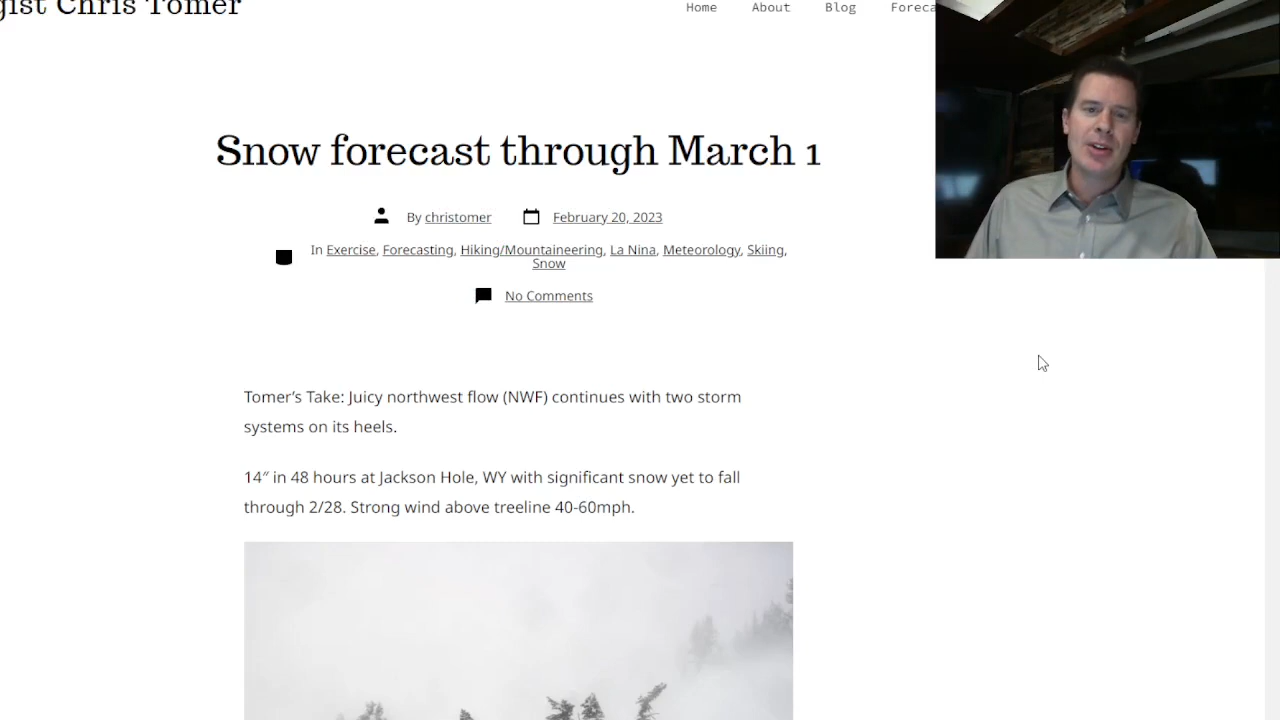 gist Chris Tomer
Home About Blog Foreca
Snow forecast through March 1
By christomer February 20, 2023
In Exercise, Forecasting, Hiking/Mountaineering, La Nina, Meteorology, Skiing,
Snow
No Comments
Tomer’s Take: Juicy northwest flow (NWF) continues with two storm
systems on its heels.
14″ in 48 hours at Jackson Hole, WY with significant snow yet to fall
through 2/28. Strong wind above treeline 40-60mph.